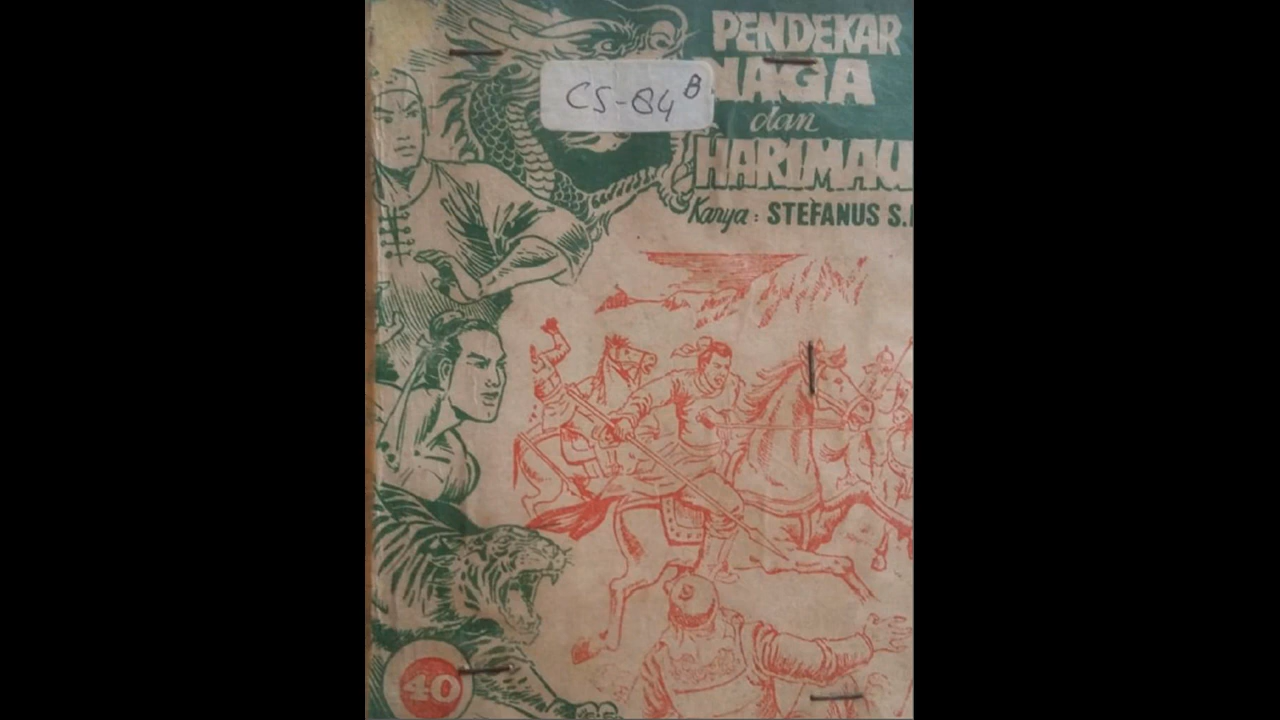 PENDEKAR
NAGA
dan
HARIMAU
Karya : STEFANUS S.
CS-84 B
40